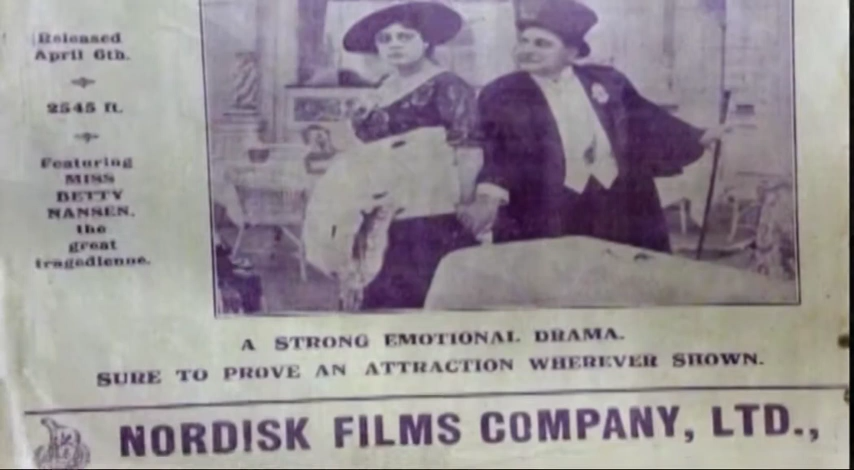 Released
April 6th.
2545 ft.
Featuring
MISS
BETTY
NANSEN,
the
great
tragedienne.
A STRONG EMOTIONAL DRAMA.
SURE TO PROVE AN ATTRACTION WHEREVER SHOWN.
NORDISK FILMS COMPANY, LTD.,